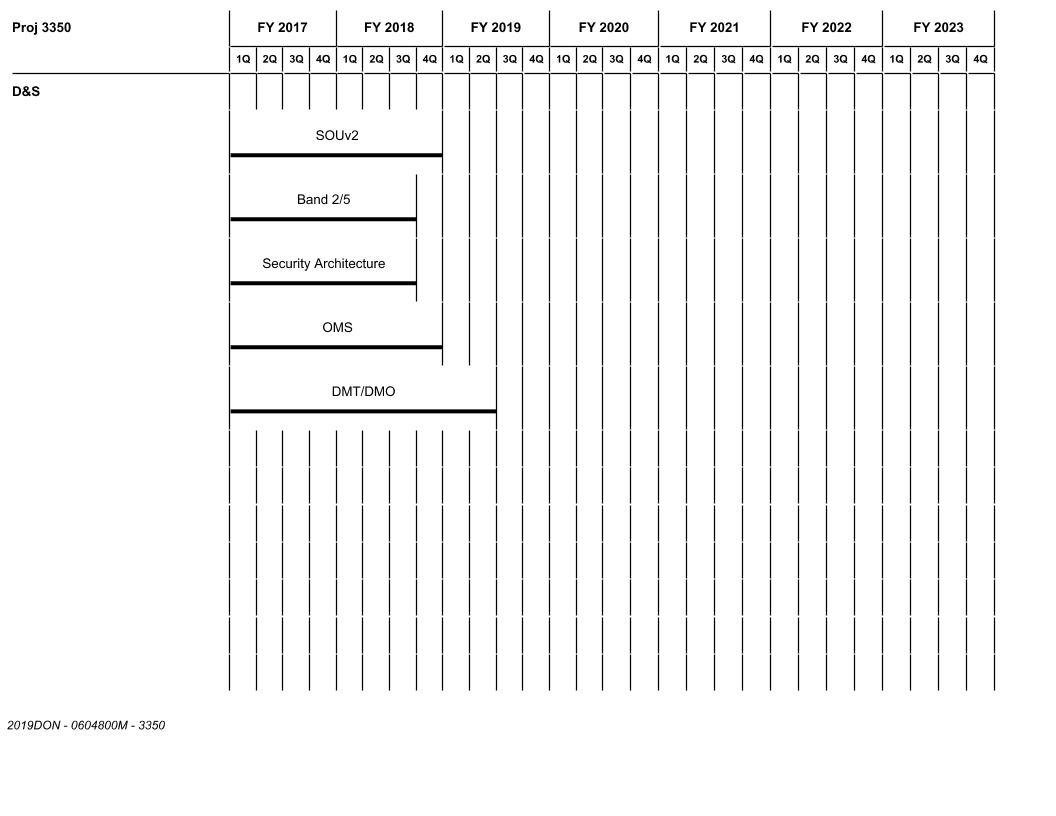 Proj 3350 FY 2017 FY 2018 FY 2019 FY 2020 FY 2021 FY 2022 FY 2023
1Q 2Q 3Q 4Q 1Q 2Q 3Q 4Q 1Q 2Q 3Q 4Q 1Q 2Q 3Q 4Q 1Q 2Q 3Q 4Q 1Q 2Q 3Q 4Q 1Q 2Q 3Q 4Q
D&S
SOUv2
Band 2/5
Security Architecture
OMS
DMT/DMO
2019DON - 0604800M - 3350